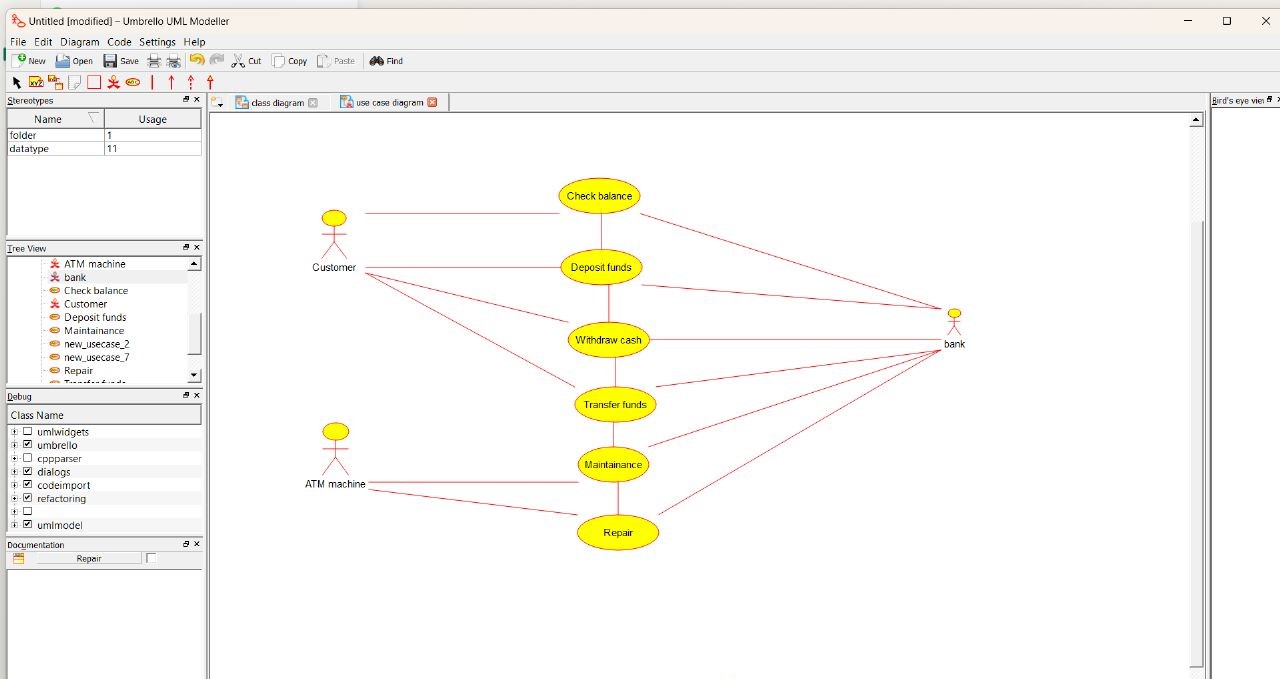 Untitled [modified] – Umbrello UML Modeller
File Edit Diagram Code Settings Help
New Open Save Cut Copy Paste Find
Stereotypes
Name Usage
folder 1
datatype 11
Tree View
ATM machine
bank
Check balance
Customer
Deposit funds
Maintainance
new_usecase_2
new_usecase_7
Repair
Debug
Class Name
umlwidgets
umbrello
cppparser
dialogs
codeimport
refactoring
umlmodel
Documentation
Repair
class diagram use case diagram
Check balance
Customer
Deposit funds
Withdraw cash
bank
Transfer funds
Maintainance
ATM machine
Repair
Bird's eye view